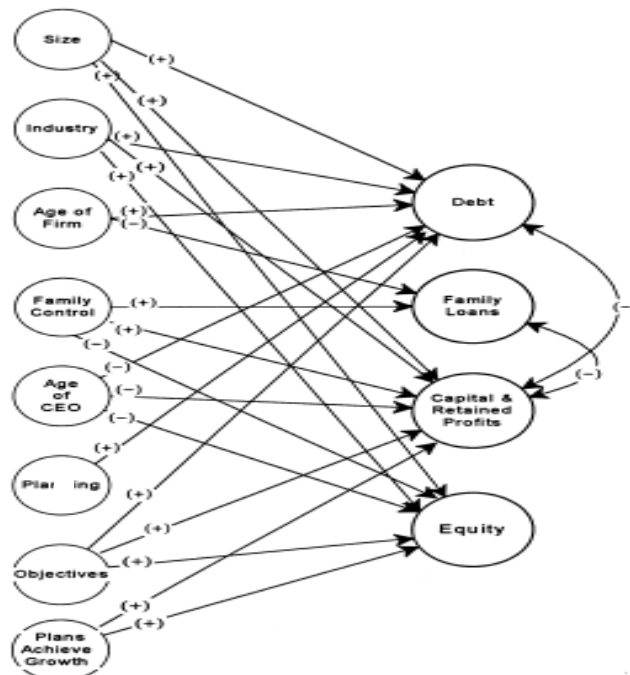 Size
Industry
Age of
Firm
Family
Control
Age
of
CEO
Objectives
Plans
Achieve
Growth
Debt
Family
Loans
Capital &
Retained
Profits
Equity
(+)
(+)
(+)
(+)
(+)
(+)
(+)
(−)
(+)
(+)
(−)
(−)
(−)
(−)
(+)
(+)
(+)
(+)
(+)
(+)
(−)